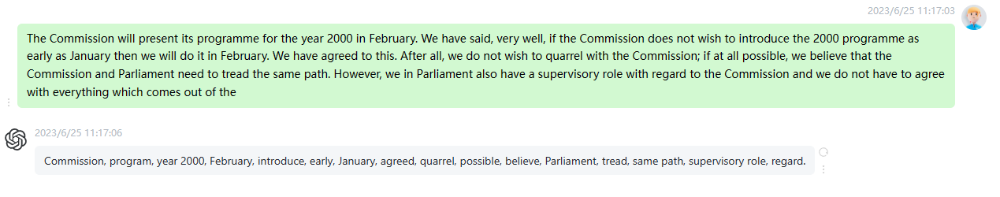 2023/6/25 11:17:03
The Commission will present its programme for the year 2000 in February. We have said, very well, if the Commission does not wish to introduce the 2000 programme as
early as January then we will do it in February. We have agreed to this. After all, we do not wish to quarrel with the Commission; if at all possible, we believe that the
Commission and Parliament need to tread the same path. However, we in Parliament also have a supervisory role with regard to the Commission and we do not have to agree
with everything which comes out of the
2023/6/25 11:17:06
Commission, program, year 2000, February, introduce, early, January, agreed, quarrel, possible, believe, Parliament, tread, same path, supervisory role, regard.